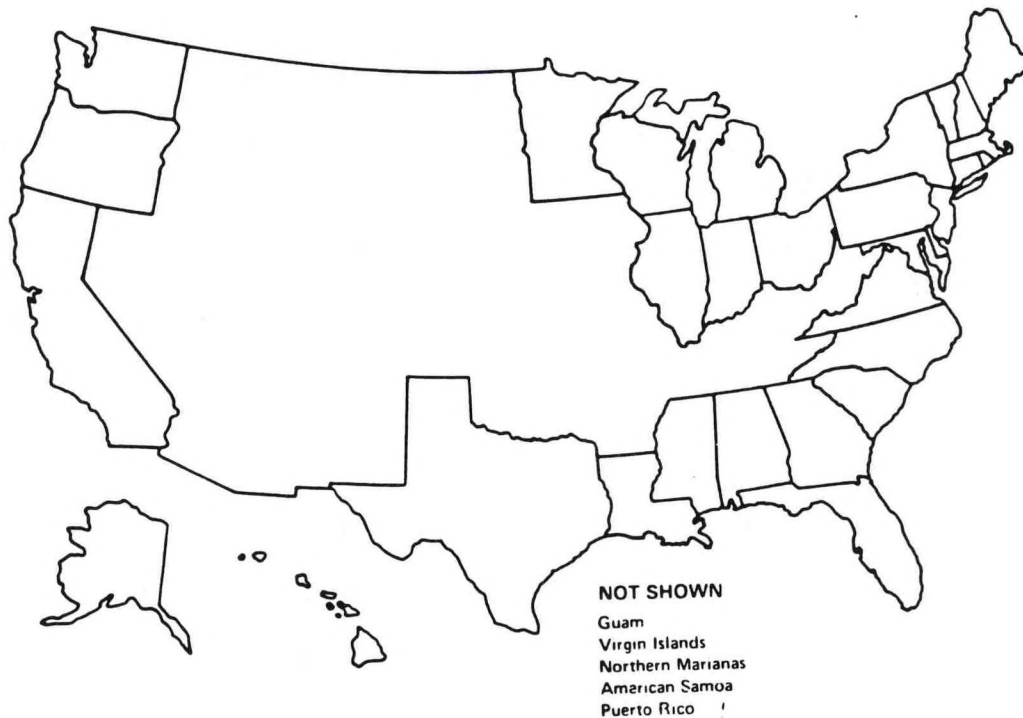 NOT SHOWN
Guam
Virgin Islands
Northern Marianas
American Samoa
Puerto Rico